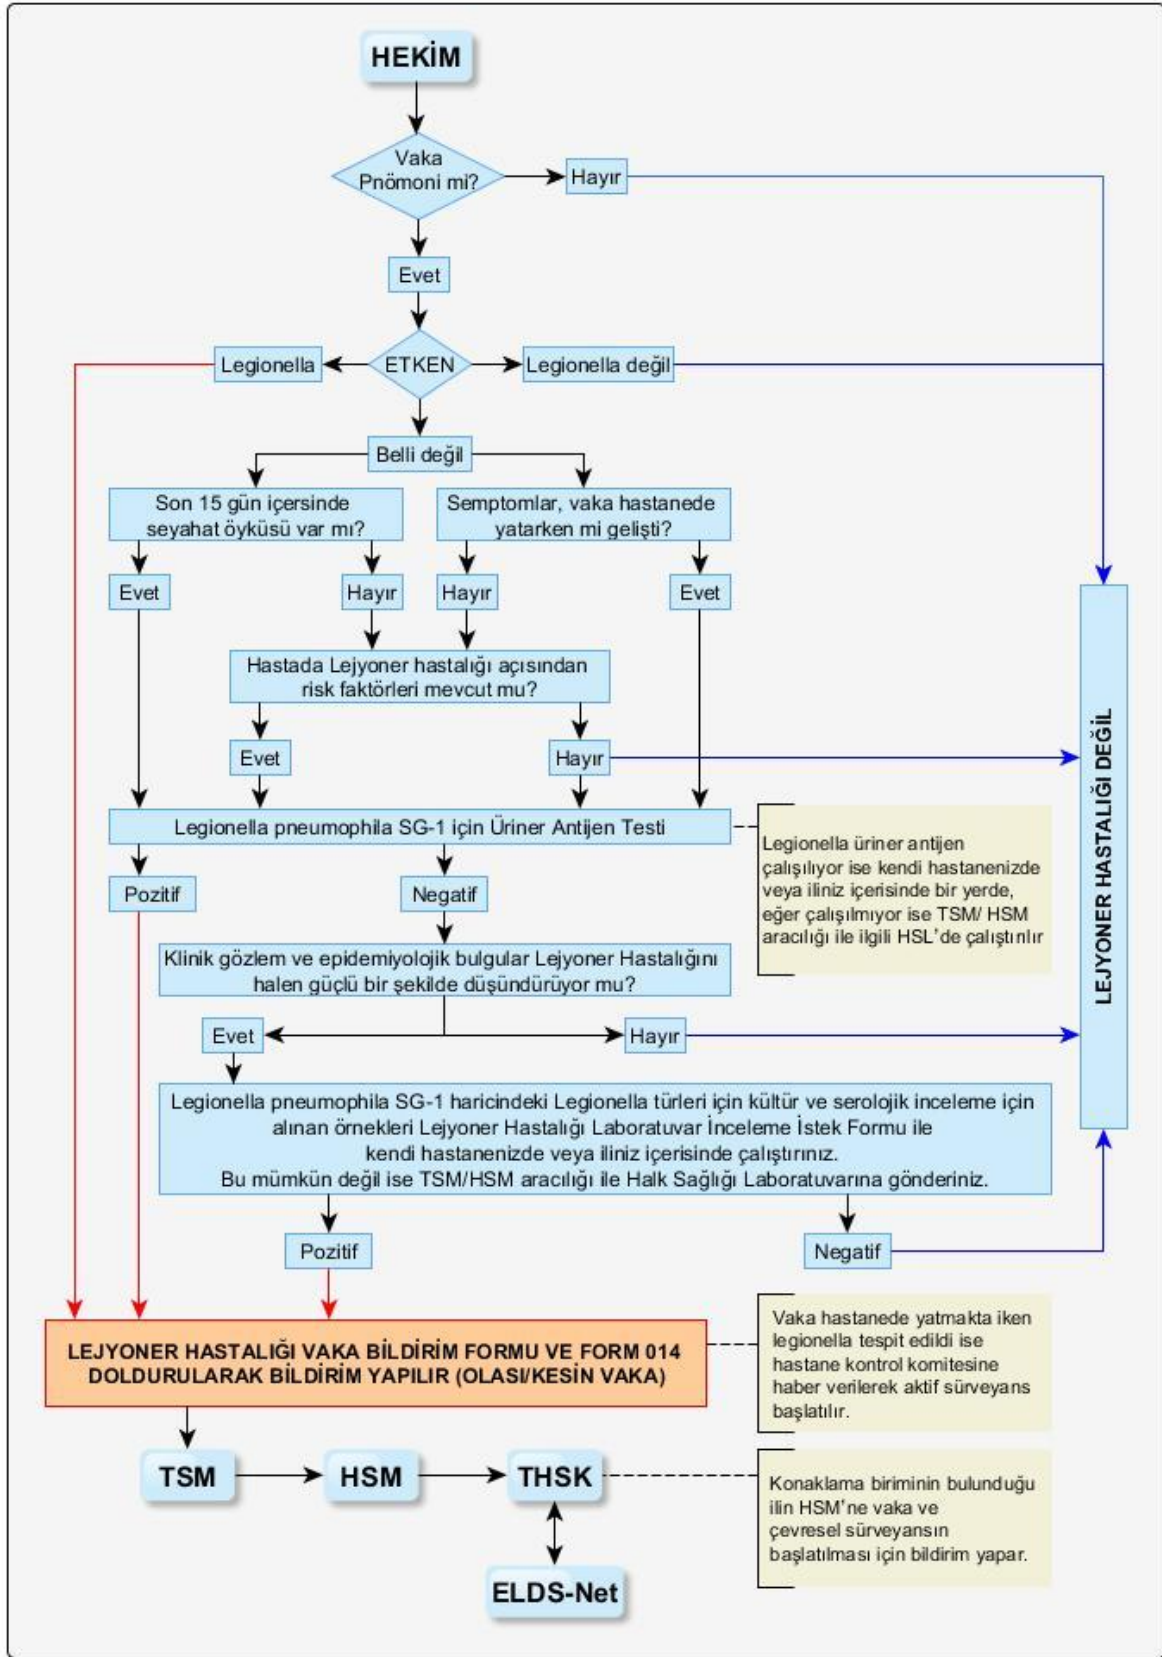 HEKİM
Vaka
Pnömoni mi?
Hayır
Evet
Legionella
ETKEN
Legionella değil
Belli değil
Son 15 gün içersinde
seyahat öyküsü var mı?
Semptomlar, vaka hastanede
yatarken mi gelişti?
Evet
Hayır
Hayır
Evet
Hastada Lejyoner hastalığı açısından
risk faktörleri mevcut mu?
Evet
Hayır
LEJYONER HASTALIĞI DEĞİL
Legionella pneumophila SG-1 için Üriner Antijen Testi
Legionella üriner antijen
çalışılıyor ise kendi hastanenizde
veya iliniz içerisinde bir yerde,
eğer çalışılmıyor ise TSM/ HSM
aracılığı ile ilgili HSL'de çalıştırılır
Pozitif
Negatif
Klinik gözlem ve epidemiyolojik bulgular Lejyoner Hastalığını
halen güçlü bir şekilde düşündürüyor mu?
Evet
Hayır
Legionella pneumophila SG-1 haricindeki Legionella türleri için kültür ve serolojik inceleme için
alınan örnekleri Lejyoner Hastalığı Laboratuvar İnceleme İstek Formu ile
kendi hastanenizde veya iliniz içerisinde çalıştırınız.
Bu mümkün değil ise TSM/HSM aracılığı ile Halk Sağlığı Laboratuvarına gönderiniz.
Pozitif
Negatif
LEJYONER HASTALIĞI VAKA BİLDİRİM FORMU VE FORM 014
DOLDURULARAK BİLDİRİM YAPILIR (OLASI/KESİN VAKA)
Vaka hastanede yatmakta iken
legionella tespit edildi ise
hastane kontrol komitesine
haber verilerek aktif sürveyans
başlatılır.
TSM
HSM
THSK
Konaklama biriminin bulunduğu
ilin HSM'ne vaka ve
çevresel sürveyansın
başlatılması için bildirim yapar.
ELDS-Net